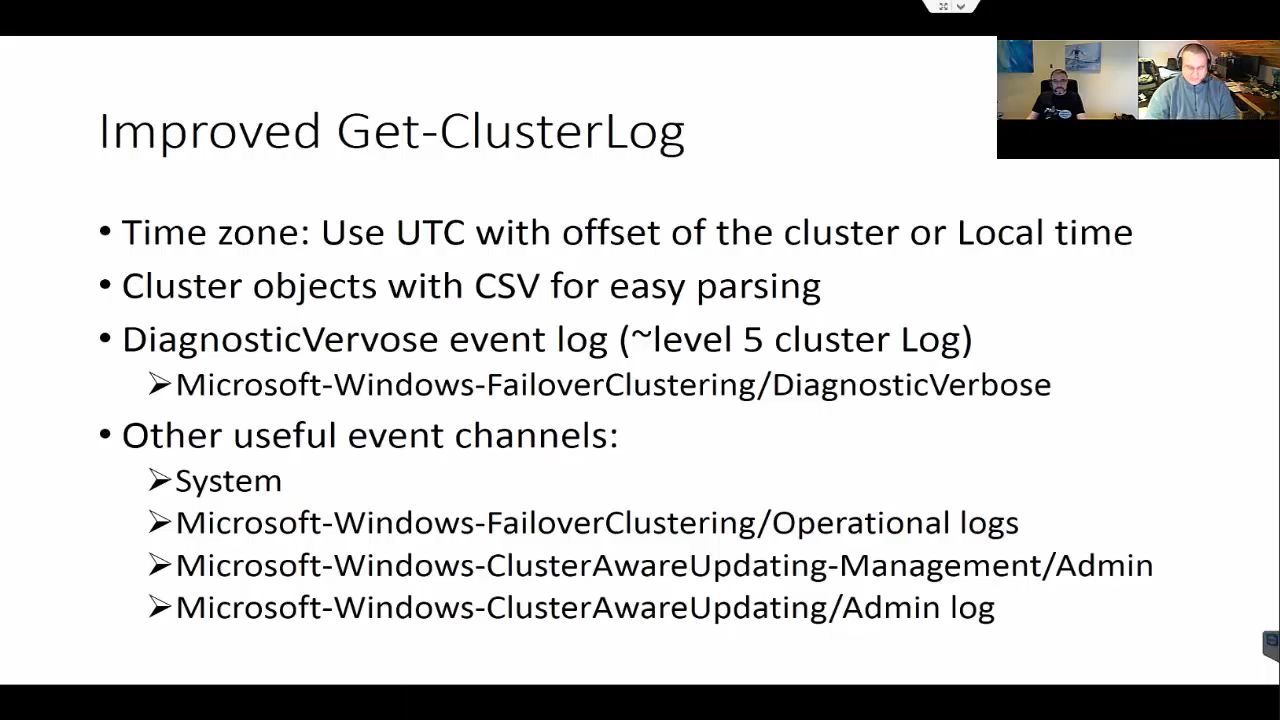 Improved Get-ClusterLog
• Time zone: Use UTC with offset of the cluster or Local time
• Cluster objects with CSV for easy parsing
• DiagnosticVervose event log (~level 5 cluster Log)
➢Microsoft-Windows-FailoverClustering/DiagnosticVerbose
• Other useful event channels:
➢System
➢Microsoft-Windows-FailoverClustering/Operational logs
➢Microsoft-Windows-ClusterAwareUpdating-Management/Admin
➢Microsoft-Windows-ClusterAwareUpdating/Admin log